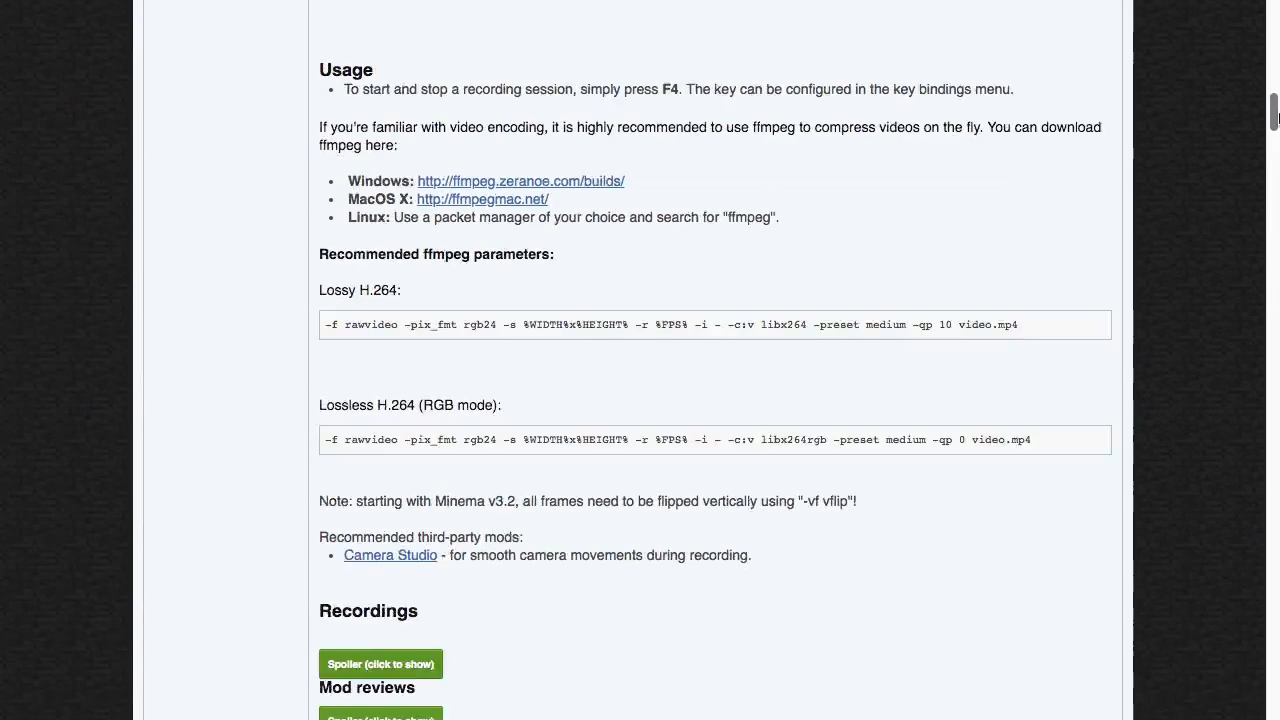 Usage
• To start and stop a recording session, simply press F4. The key can be configured in the key bindings menu.
If you're familiar with video encoding, it is highly recommended to use ffmpeg to compress videos on the fly. You can download
ffmpeg here:
• Windows: http://ffmpeg.zeranoe.com/builds/
• MacOS X: http://ffmpegmac.net/
• Linux: Use a packet manager of your choice and search for "ffmpeg".
Recommended ffmpeg parameters:
Lossy H.264:
-f rawvideo -pix_fmt rgb24 -s %WIDTH%x%HEIGHT% -r %FPS% -i - -c:v libx264 -preset medium -qp 10 video.mp4
Lossless H.264 (RGB mode):
-f rawvideo -pix_fmt rgb24 -s %WIDTH%x%HEIGHT% -r %FPS% -i - -c:v libx264rgb -preset medium -qp 0 video.mp4
Note: starting with Minema v3.2, all frames need to be flipped vertically using "-vf vflip"!
Recommended third-party mods:
• Camera Studio - for smooth camera movements during recording.
Recordings
Spoiler (click to show)
Mod reviews
Spoiler (click to show)